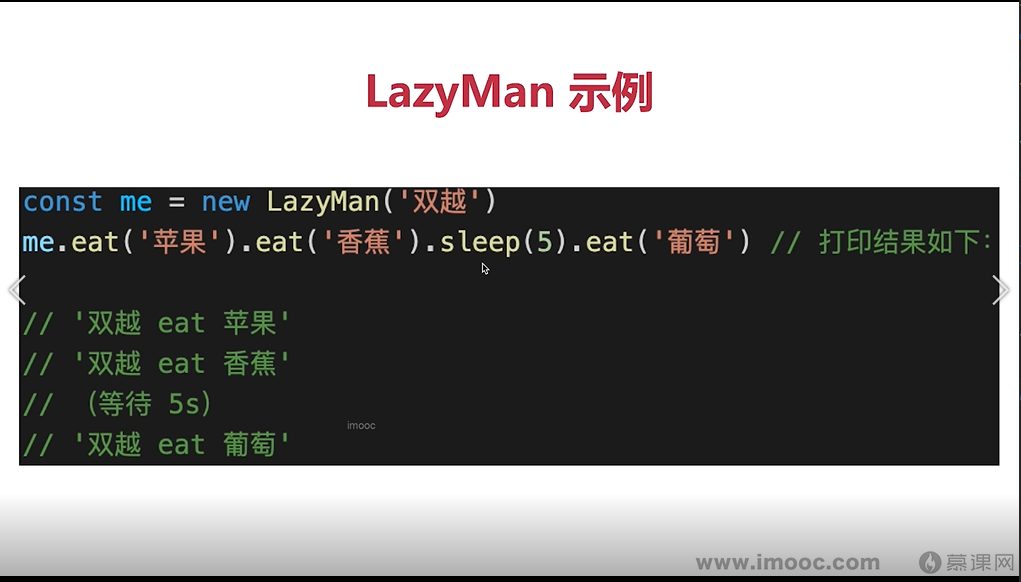 LazyMan 示例
const me = new LazyMan('双越')
me.eat('苹果').eat('香蕉').sleep(5).eat('葡萄') // 打印结果如下:
// '双越 eat 苹果'
// '双越 eat 香蕉'
// （等待 5s）
// '双越 eat 葡萄'
imooc
www.imooc.com 慕课网